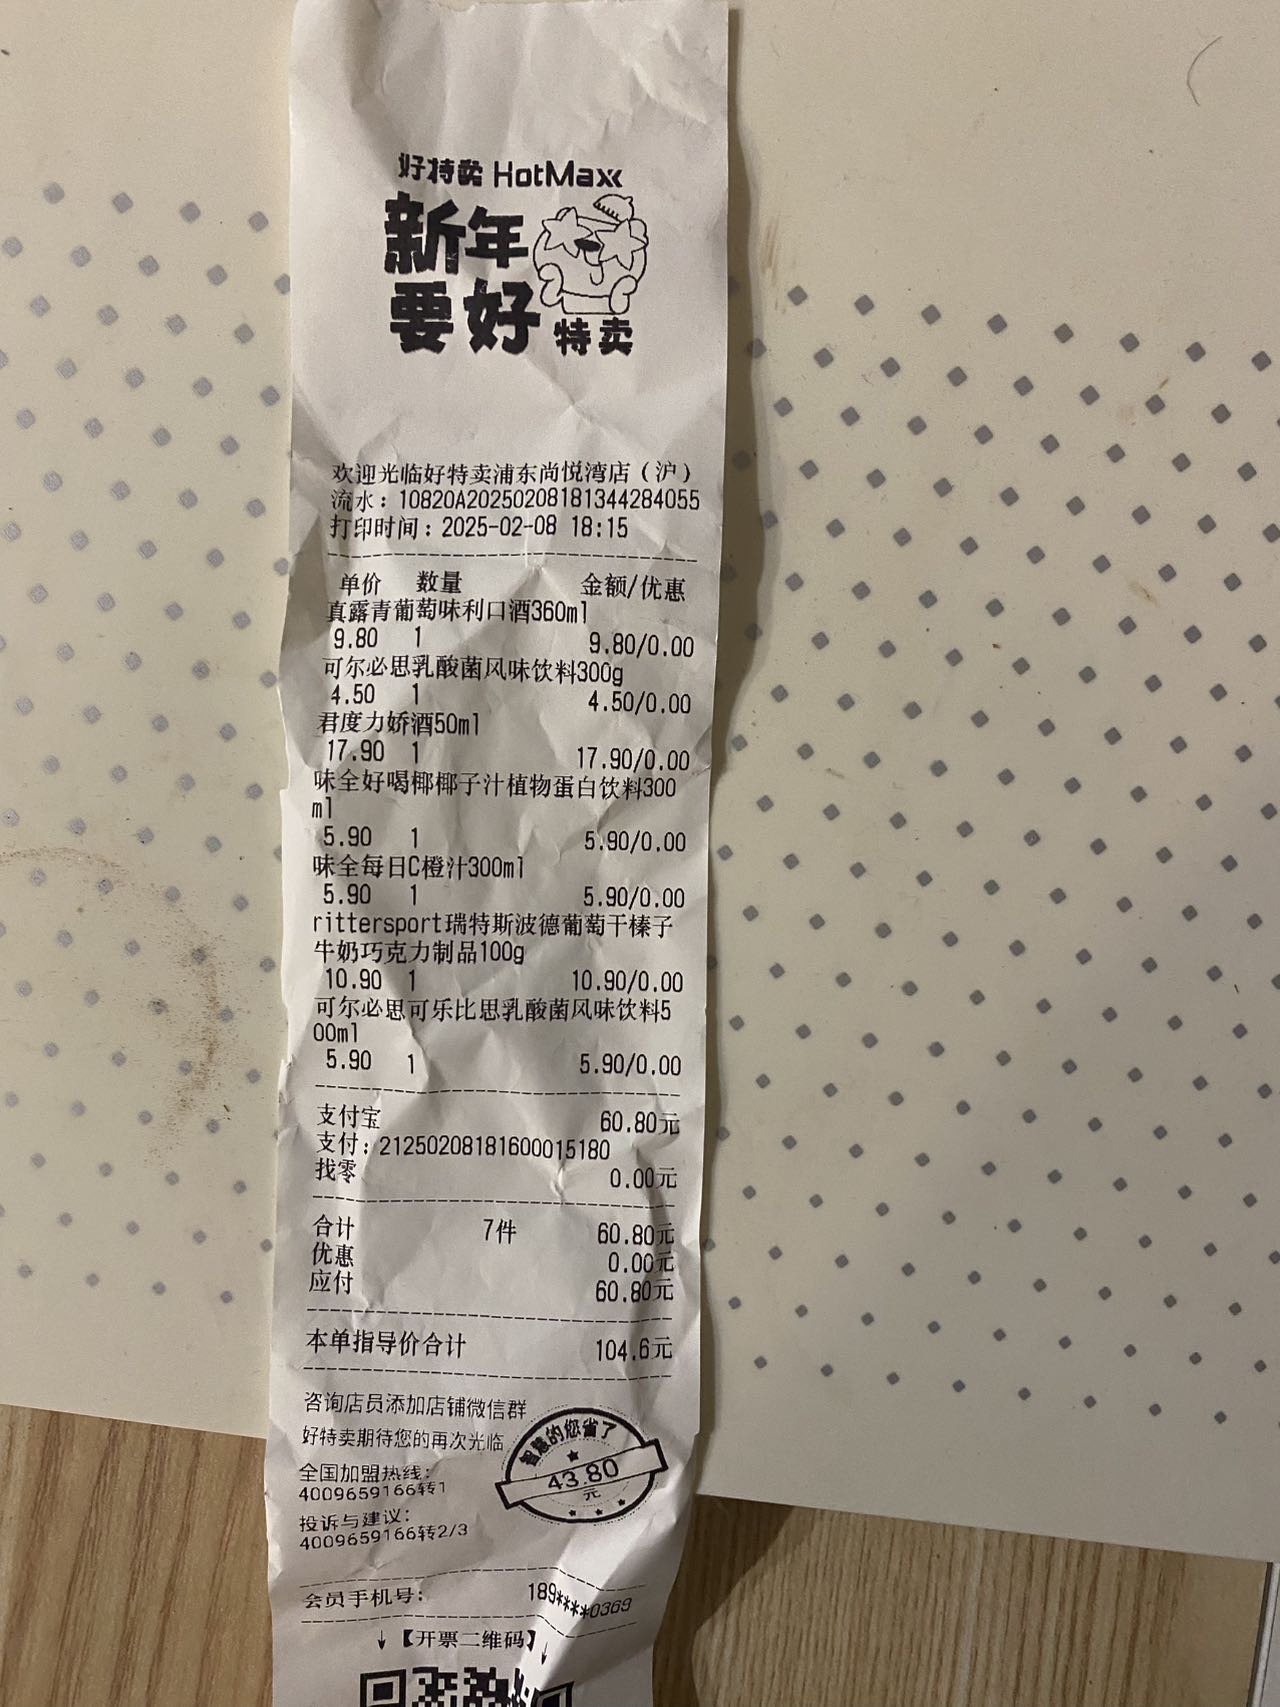 好特卖 HotMaxx
新年
要好 特卖
欢迎光临好特卖浦东尚悦湾店（沪）
流水：10820A20250208181344284055
打印时间：2025-02-08 18:15
单价 数量 金额/优惠
真露青葡萄味利口酒360ml
9.80 1 9.80/0.00
可尔必思乳酸菌风味饮料300g
4.50 1 4.50/0.00
君度力娇酒50ml
17.90 1 17.90/0.00
味全好喝椰椰子汁植物蛋白饮料300
ml
5.90 1 5.90/0.00
味全每日C橙汁300ml
5.90 1 5.90/0.00
rittersport瑞特斯波德葡萄干榛子
牛奶巧克力制品100g
10.90 1 10.90/0.00
可尔必思可乐比思乳酸菌风味饮料5
00ml
5.90 1 5.90/0.00
支付宝 60.80元
支付：21250208181600015180
找零 0.00元
合计 7件 60.80元
优惠 0.00元
应付 60.80元
本单指导价合计 104.6元
咨询店员添加店铺微信群
好特卖期待您的再次光临
智慧的您省了
43.80
元
全国加盟热线：
4009659166转1
投诉与建议：
4009659166转2/3
会员手机号： 189****0369
↓【开票二维码】↓